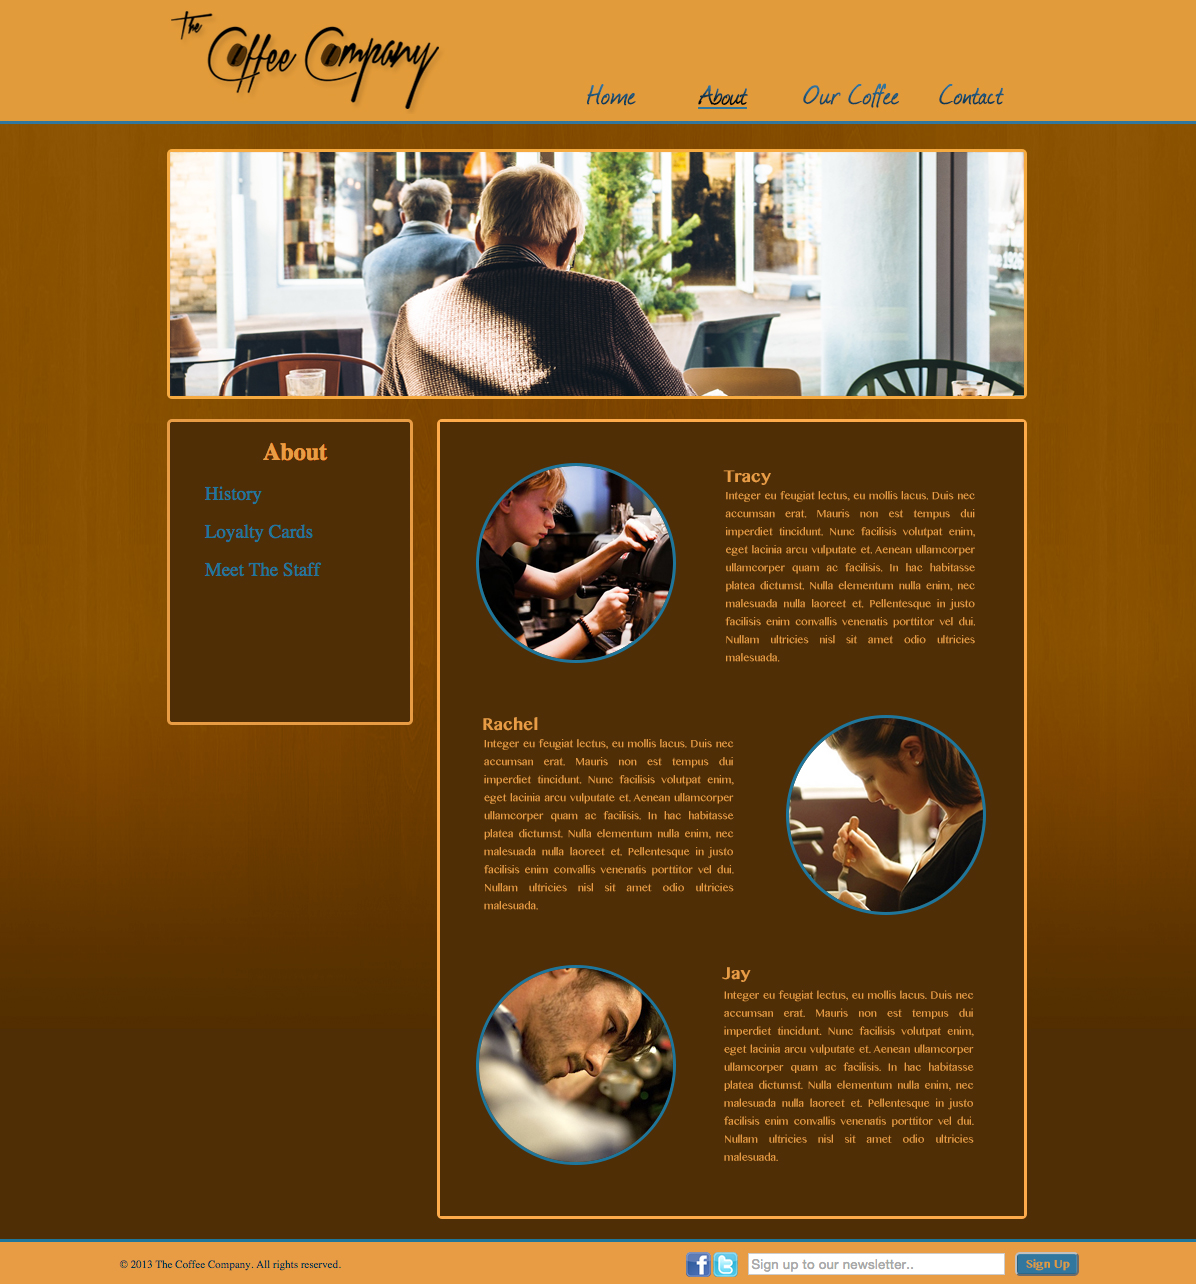 The Coffee Company
Home About Our Coffee Contact
About
History
Loyalty Cards
Meet The Staff
Tracy
Integer eu feugiat lectus, eu mollis lacus. Duis nec
accumsan erat. Mauris non est tempus dui
imperdiet tincidunt. Nunc facilisis volutpat enim,
eget lacinia arcu vulputate et. Aenean ullamcorper
ullamcorper quam ac facilisis. In hac habitasse
platea dictumst. Nulla elementum nulla enim, nec
malesuada nulla laoreet et. Pellentesque in justo
facilisis enim convallis venenatis porttitor vel dui.
Nullam ultricies nisl sit amet odio ultricies
malesuada.
Rachel
Integer eu feugiat lectus, eu mollis lacus. Duis nec
accumsan erat. Mauris non est tempus dui
imperdiet tincidunt. Nunc facilisis volutpat enim,
eget lacinia arcu vulputate et. Aenean ullamcorper
ullamcorper quam ac facilisis. In hac habitasse
platea dictumst. Nulla elementum nulla enim, nec
malesuada nulla laoreet et. Pellentesque in justo
facilisis enim convallis venenatis porttitor vel dui.
Nullam ultricies nisl sit amet odio ultricies
malesuada.
Jay
Integer eu feugiat lectus, eu mollis lacus. Duis nec
accumsan erat. Mauris non est tempus dui
imperdiet tincidunt. Nunc facilisis volutpat enim,
eget lacinia arcu vulputate et. Aenean ullamcorper
ullamcorper quam ac facilisis. In hac habitasse
platea dictumst. Nulla elementum nulla enim, nec
malesuada nulla laoreet et. Pellentesque in justo
facilisis enim convallis venenatis porttitor vel dui.
Nullam ultricies nisl sit amet odio ultricies
malesuada.
© 2013 The Coffee Company. All rights reserved. f t Sign up to our newsletter.. Sign Up